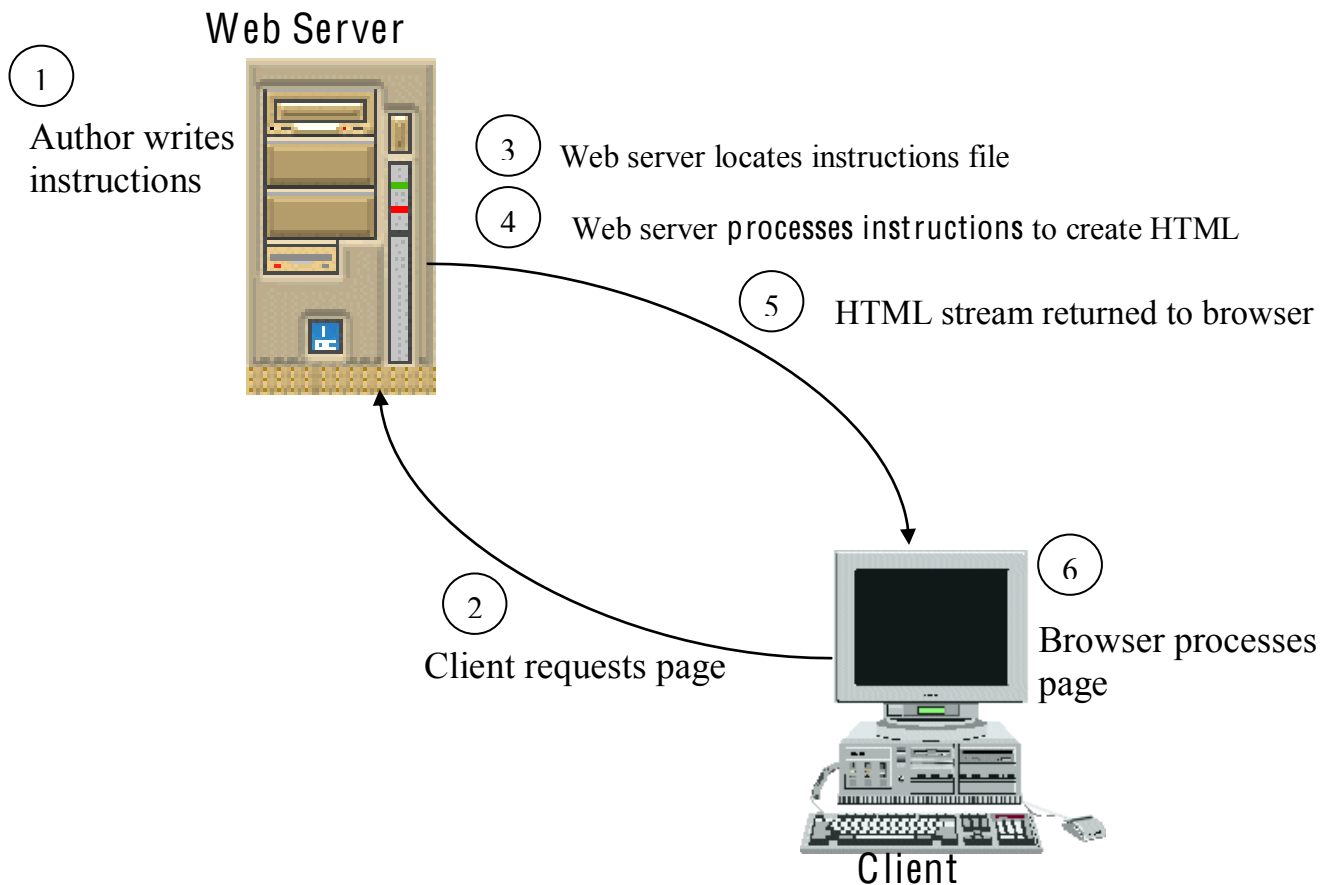 Web Server
1
Author writes
instructions
3 Web server locates instructions file
4 Web server processes instructions to create HTML
5 HTML stream returned to browser
2
Client requests page
6
Browser processes
page
Client